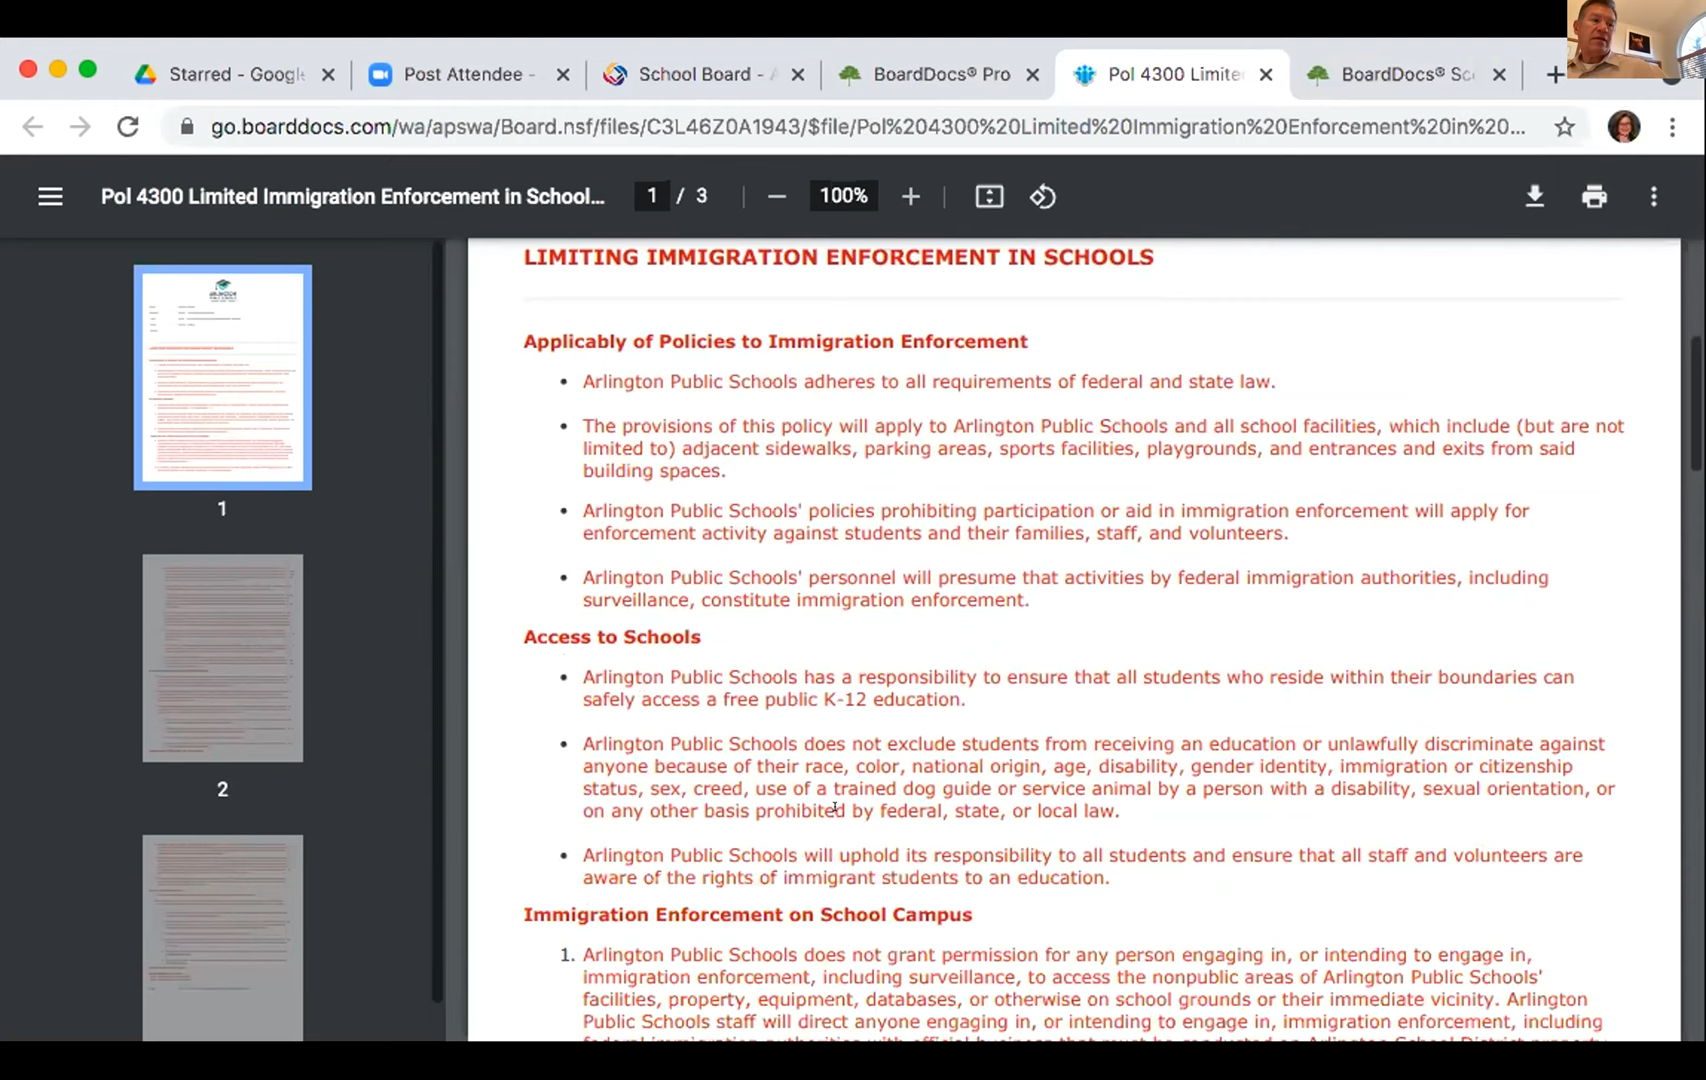 Starred - Google
Post Attendee -
School Board - A
BoardDocs® Pro
Pol 4300 Limite
BoardDocs® Sc
go.boarddocs.com/wa/apswa/Board.nsf/files/C3L46Z0A1943/$file/Pol%204300%20Limited%20Immigration%20Enforcement%20in%20...
Pol 4300 Limited Immigration Enforcement in School...
1 / 3
100%
1
2
LIMITING IMMIGRATION ENFORCEMENT IN SCHOOLS
Applicably of Policies to Immigration Enforcement
• Arlington Public Schools adheres to all requirements of federal and state law.
• The provisions of this policy will apply to Arlington Public Schools and all school facilities, which include (but are not
limited to) adjacent sidewalks, parking areas, sports facilities, playgrounds, and entrances and exits from said
building spaces.
• Arlington Public Schools' policies prohibiting participation or aid in immigration enforcement will apply for
enforcement activity against students and their families, staff, and volunteers.
• Arlington Public Schools' personnel will presume that activities by federal immigration authorities, including
surveillance, constitute immigration enforcement.
Access to Schools
• Arlington Public Schools has a responsibility to ensure that all students who reside within their boundaries can
safely access a free public K-12 education.
• Arlington Public Schools does not exclude students from receiving an education or unlawfully discriminate against
anyone because of their race, color, national origin, age, disability, gender identity, immigration or citizenship
status, sex, creed, use of a trained dog guide or service animal by a person with a disability, sexual orientation, or
on any other basis prohibited by federal, state, or local law.
• Arlington Public Schools will uphold its responsibility to all students and ensure that all staff and volunteers are
aware of the rights of immigrant students to an education.
Immigration Enforcement on School Campus
1. Arlington Public Schools does not grant permission for any person engaging in, or intending to engage in,
immigration enforcement, including surveillance, to access the nonpublic areas of Arlington Public Schools'
facilities, property, equipment, databases, or otherwise on school grounds or their immediate vicinity. Arlington
Public Schools staff will direct anyone engaging in, or intending to engage in, immigration enforcement, including
federal immigration authorities with official business that must be conducted on Arlington School District property